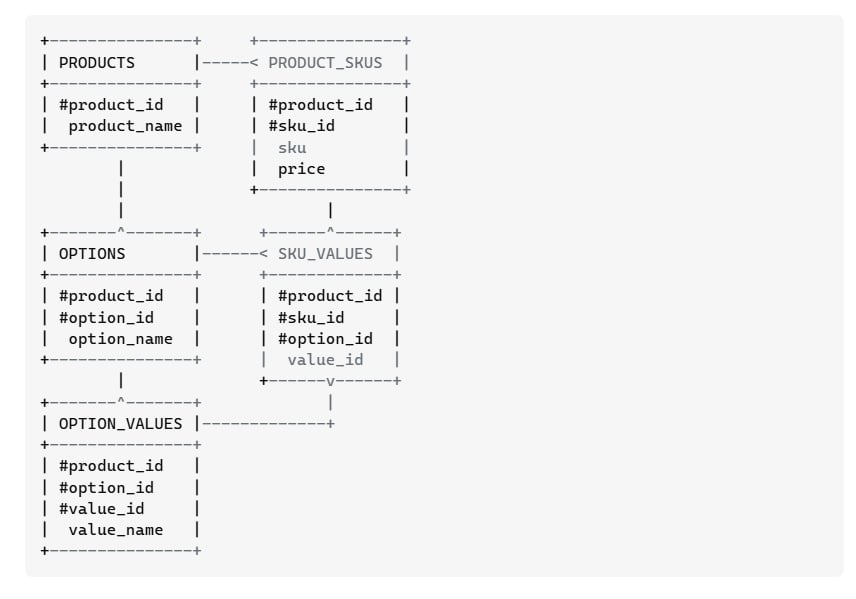 +---------------+     +---------------+
| PRODUCTS      |-----< PRODUCT_SKUS  |
+---------------+     +---------------+
| #product_id   |     | #product_id   |
|  product_name |     | #sku_id       |
+---------------+     |  sku          |
        |             |  price        |
        |             +---------------+
        |                     |
+-------^-------+      +------^------+
| OPTIONS       |------< SKU_VALUES  |
+---------------+      +-------------+
| #product_id   |      | #product_id |
| #option_id    |      | #sku_id     |
|  option_name  |      | #option_id  |
+---------------+      |  value_id   |
        |              +------v------+
+-------^-------+             |
| OPTION_VALUES |-------------+
+---------------+
| #product_id   |
| #option_id    |
| #value_id     |
|  value_name   |
+---------------+